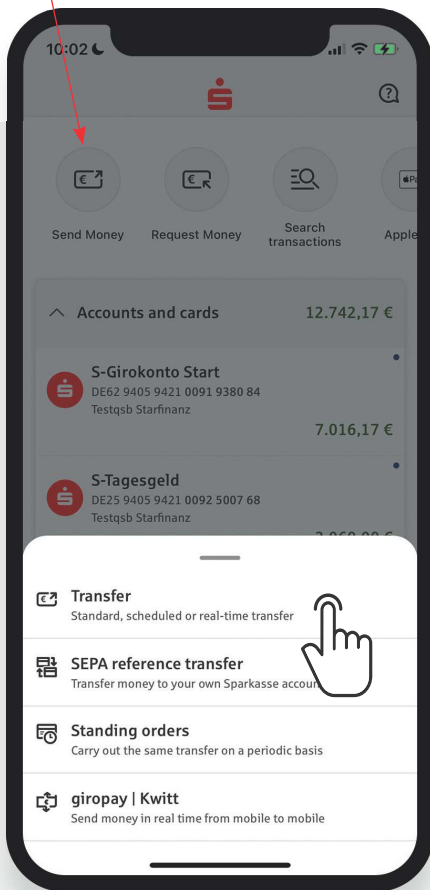 10:02
Send Money
Request Money
Search
transactions
Apple
Accounts and cards 12.742,17 €
S-Girokonto Start
DE62 9405 9421 0091 9380 84
Testqsb Starfinanz
7.016,17 €
S-Tagesgeld
DE25 9405 9421 0092 5007 68
Testqsb Starfinanz
Transfer
Standard, scheduled or real-time transfer
SEPA reference transfer
Transfer money to your own Sparkasse accoun
Standing orders
Carry out the same transfer on a periodic basis
giropay | Kwitt
Send money in real time from mobile to mobile